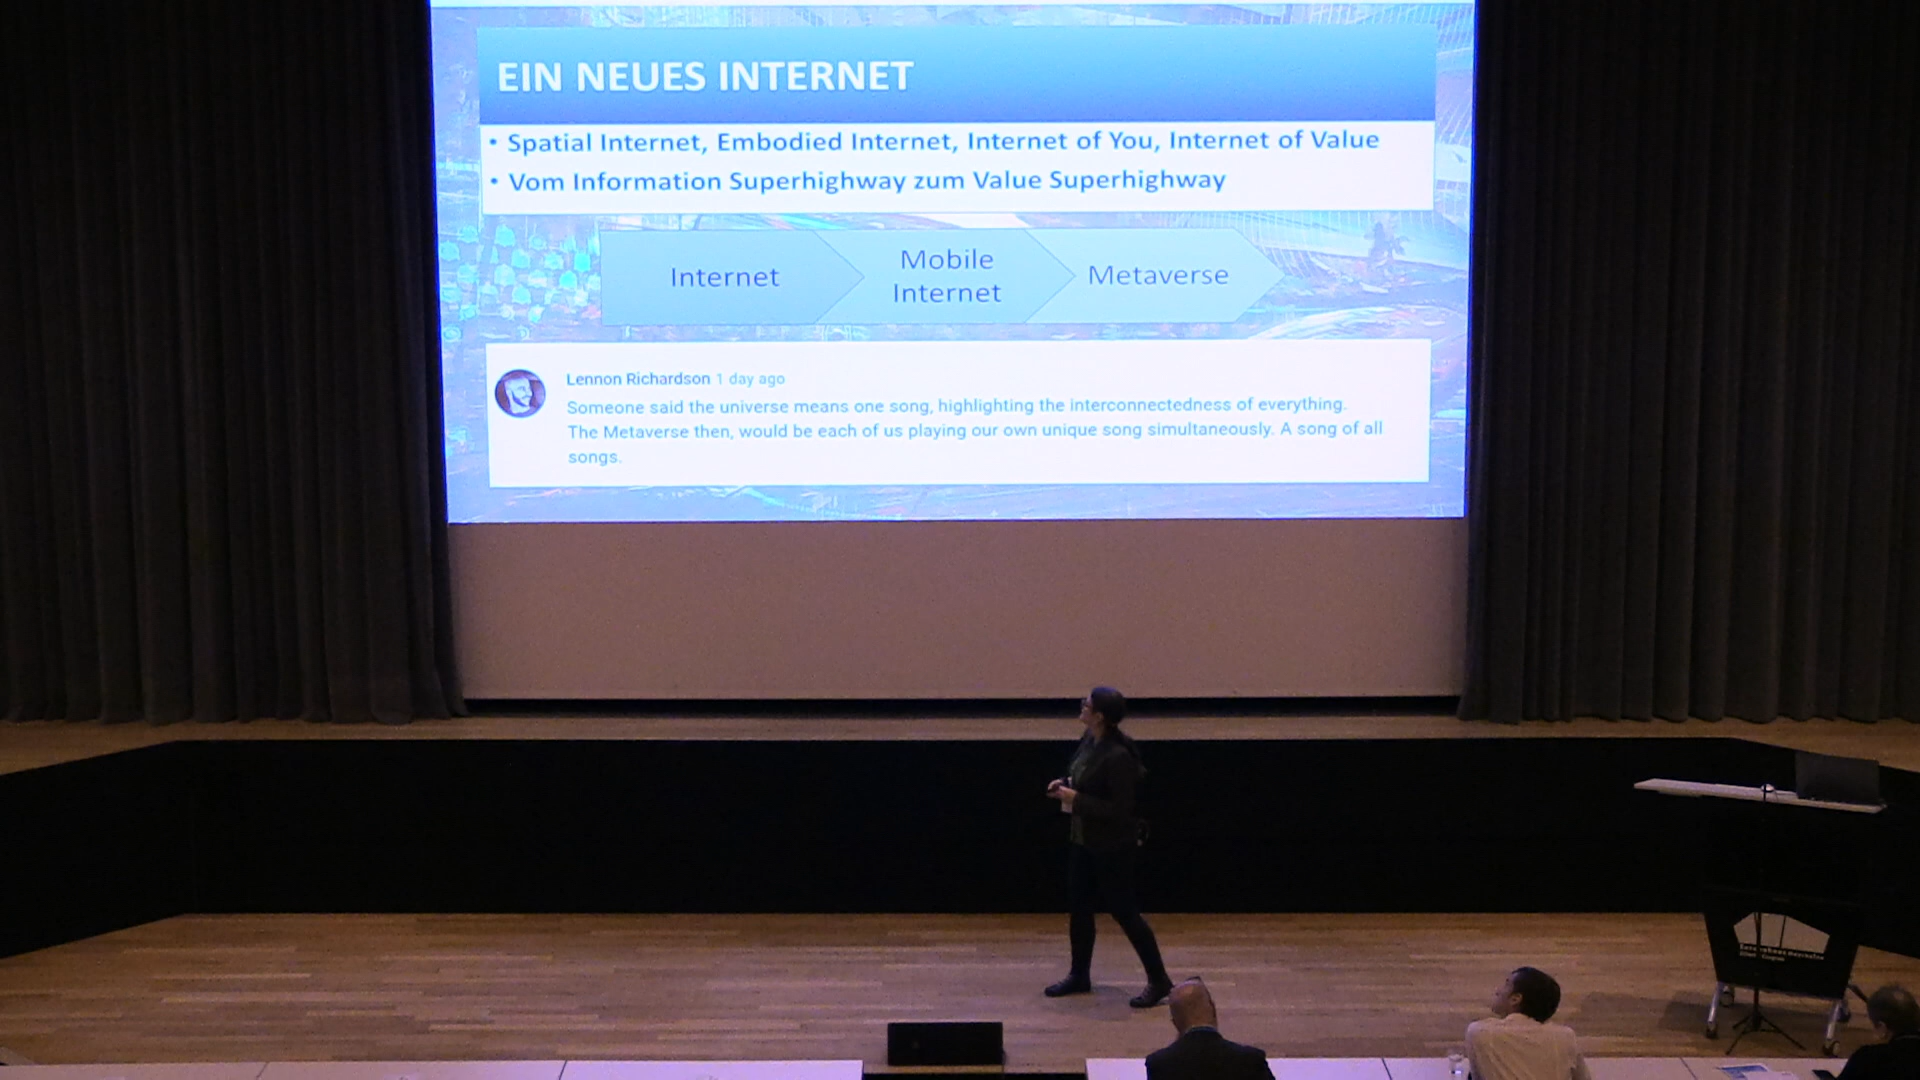 EIN NEUES INTERNET
• Spatial Internet, Embodied Internet, Internet of You, Internet of Value
• Vom Information Superhighway zum Value Superhighway
Internet
Mobile
Internet
Metaverse
Lennon Richardson 1 day ago
Someone said the universe means one song, highlighting the interconnectedness of everything.
The Metaverse then, would be each of us playing our own unique song simultaneously. A song of all
songs.